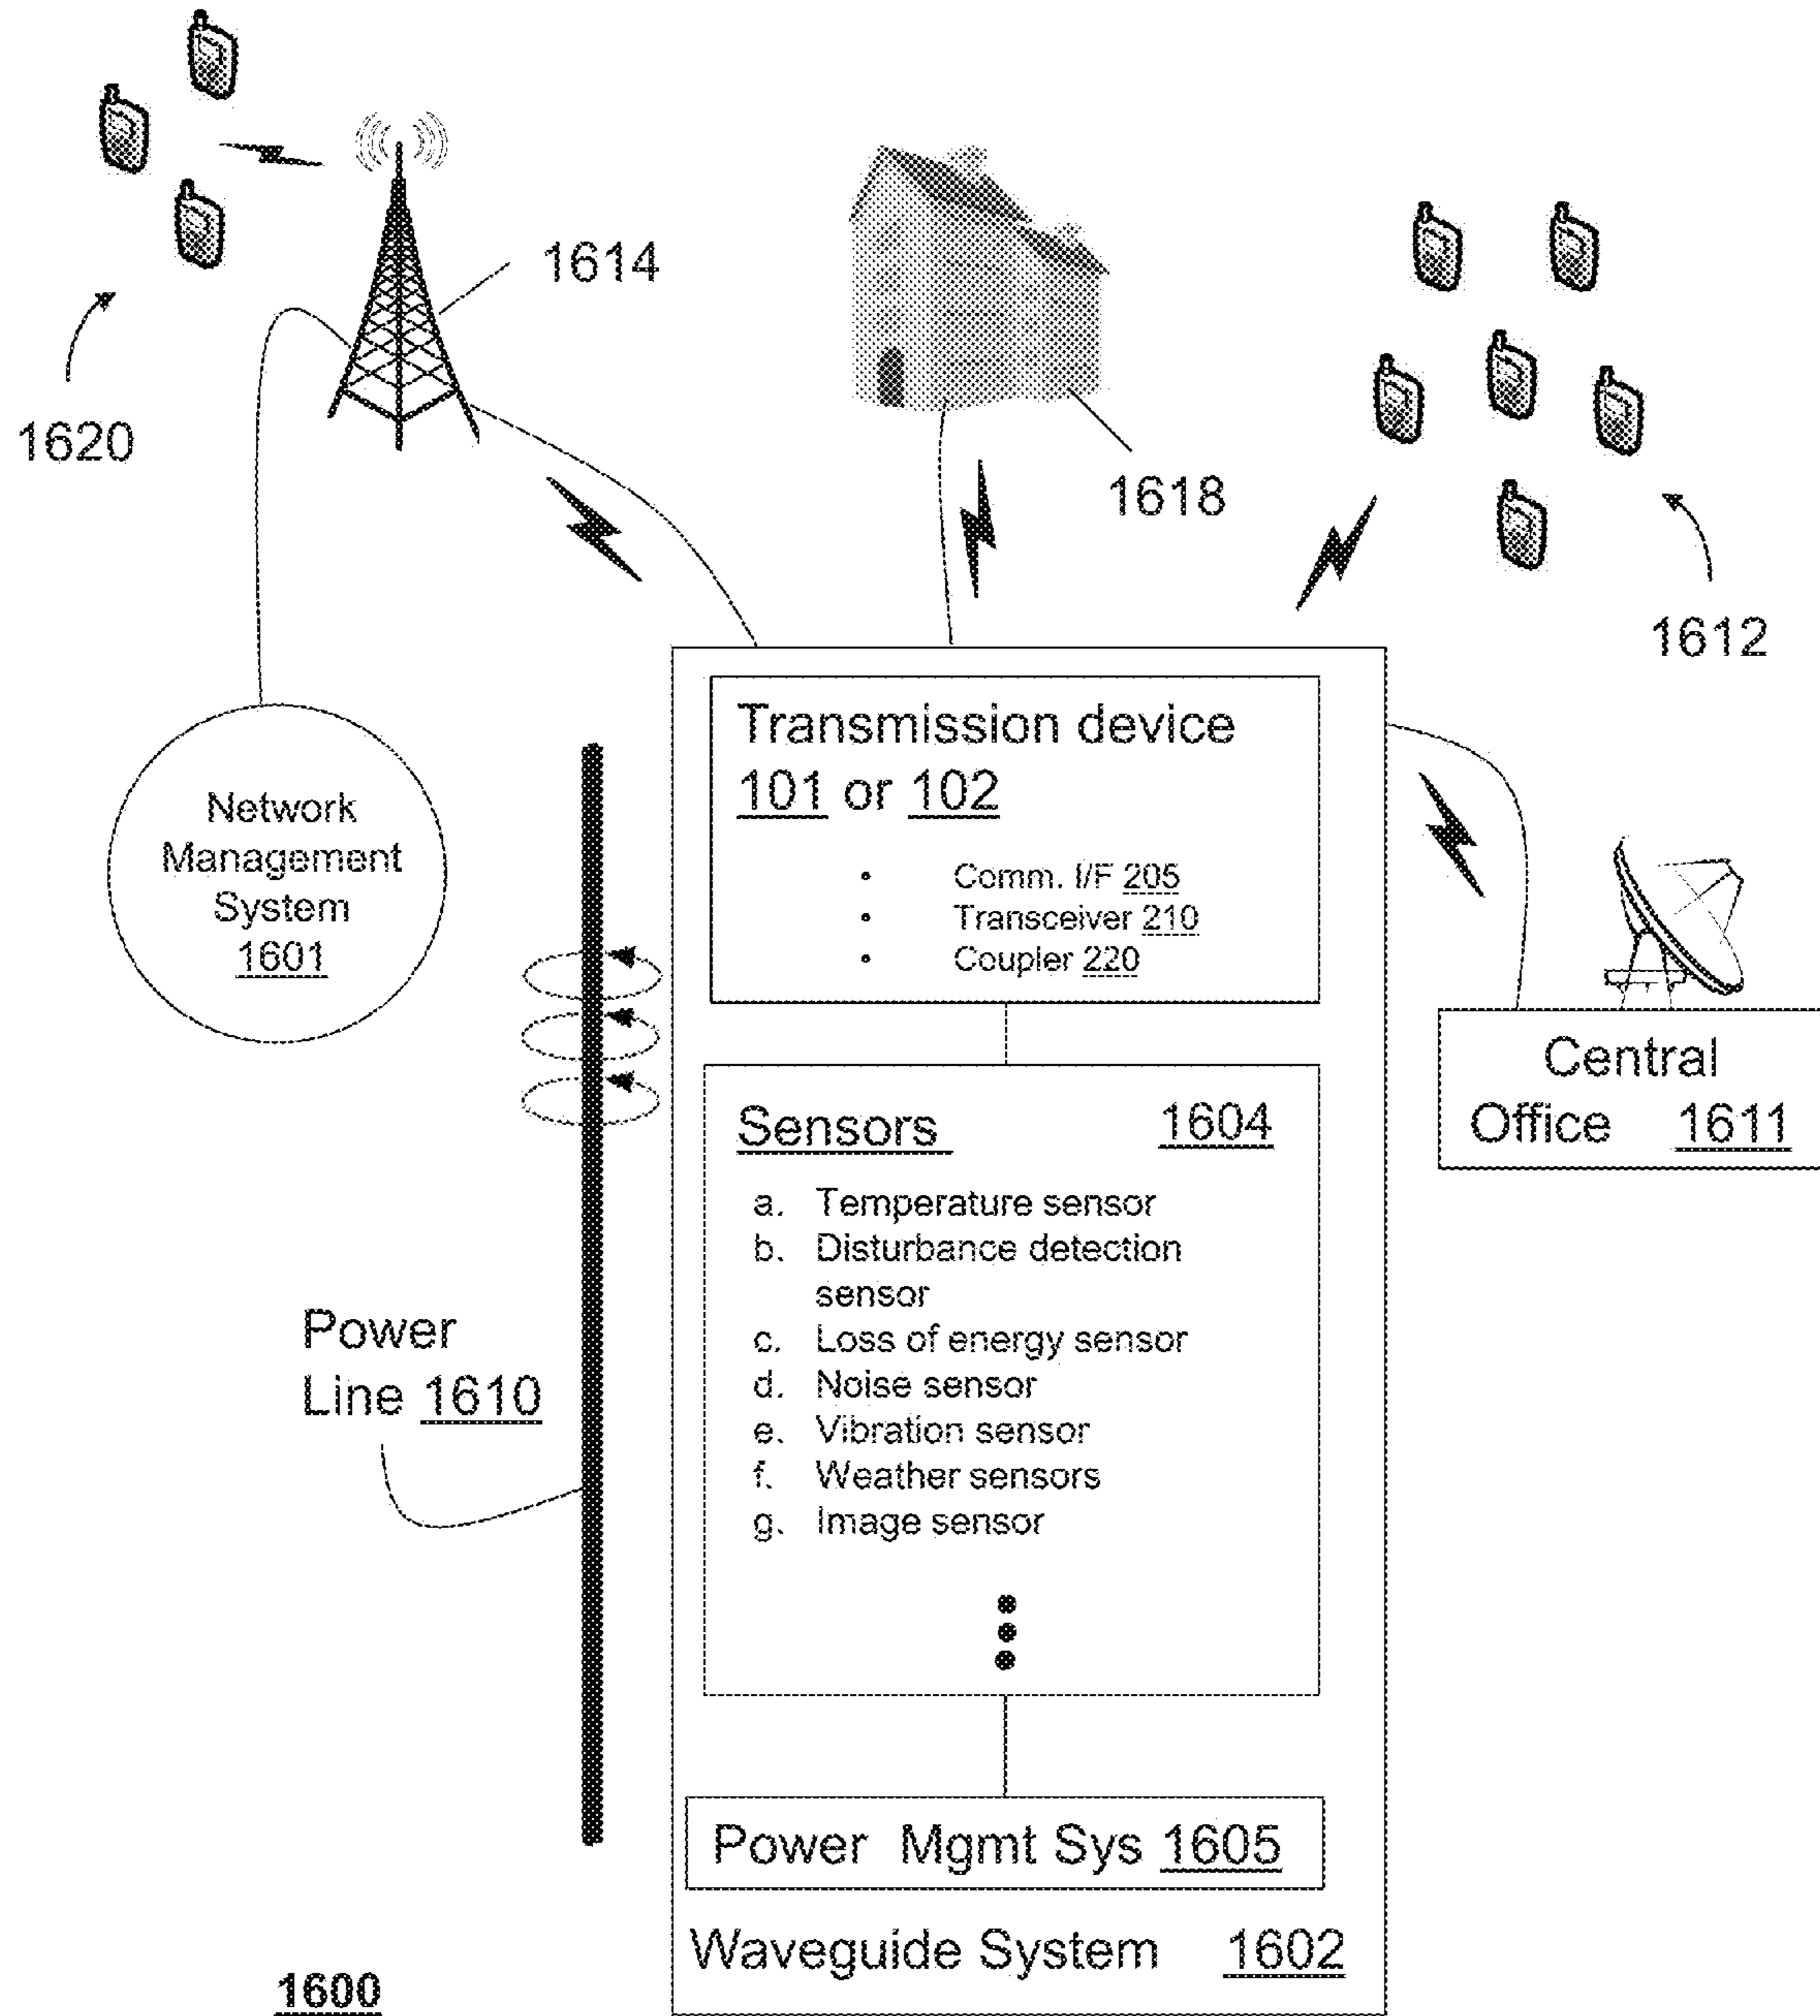 1614
1620
1618
1612
Network
Management
System
1601
Transmission device
101 or 102
• Comm. I/F 205
• Transceiver 210
• Coupler 220
Central
Office 1611
Sensors 1604
a. Temperature sensor
b. Disturbance detection
sensor
c. Loss of energy sensor
d. Noise sensor
e. Vibration sensor
f. Weather sensors
g. Image sensor
Power
Line 1610
Power Mgmt Sys 1605
Waveguide System 1602
1600